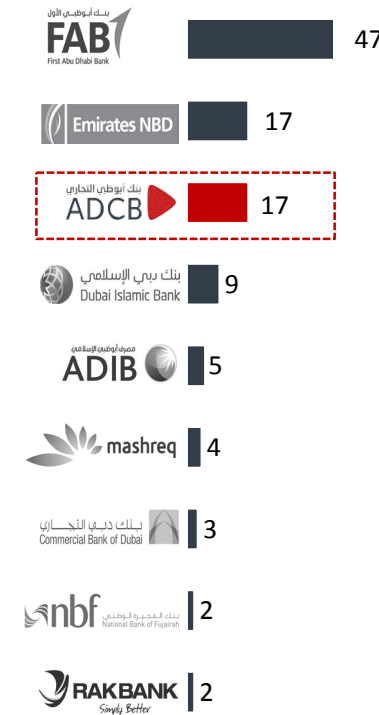 بنك أبوظبي الأول
FAB
First Abu Dhabi Bank
47
Emirates NBD
17
بنك أبوظبي التجاري
ADCB
17
بنك دبي الإسلامي
Dubai Islamic Bank
9
مصرف أبوظبي الإسلامي
ADIB
5
mashreq
4
بنك دبي التجاري
Commercial Bank of Dubai
3
nbf
بنك الفجيرة الوطني
National Bank of Fujairah
2
RAKBANK
Simply Better
2